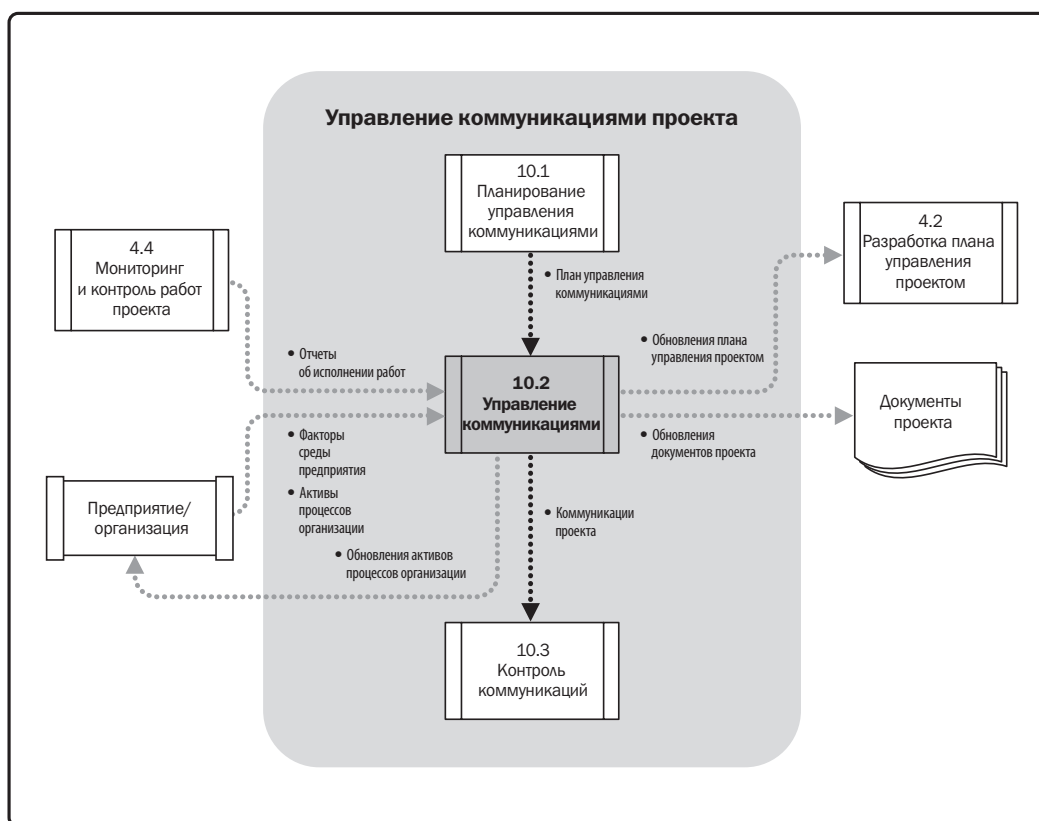 Управление коммуникациями проекта
10.1
Планирование
управления
коммуникациями
4.4
Мониторинг
и контроль работ
проекта
4.2
Разработка плана
управления
проектом
• План управления
коммуникациями
• Отчеты
об исполнении работ
• Обновления плана
управления проектом
10.2
Управление
коммуникациями
Документы
проекта
• Факторы
среды
предприятия
• Обновления
документов проекта
• Активы
процессов
организации
Предприятие/
организация
• Коммуникации
проекта
• Обновления активов
процессов организации
10.3
Контроль
коммуникаций